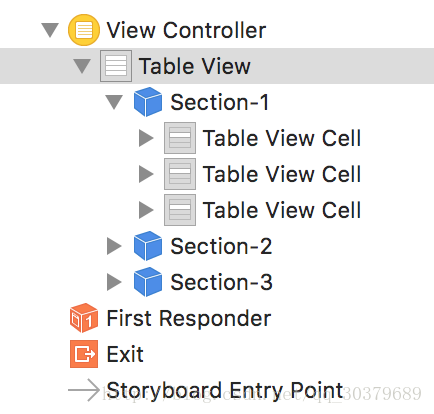 View Controller
Table View
Section-1
Table View Cell
Table View Cell
Table View Cell
Section-2
Section-3
First Responder
1
Exit
Storyboard Entry Point
http://blog.csdn.net/qq_30379689